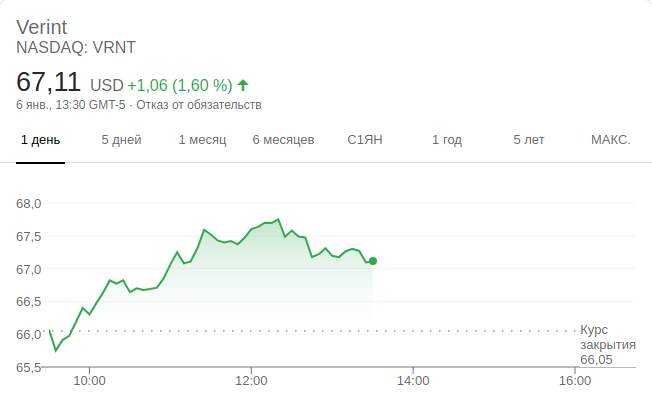 Verint
NASDAQ: VRNT
67,11 USD +1,06 (1,60 %)
6 янв., 13:30 GMT-5 · Отказ от обязательств
1 день 5 дней 1 месяц 6 месяцев С1ЯН 1 год 5 лет МАКС.
68,0
67,5
67,0
66,5
66,0
65,5
Курс
закрытия
66,05
10:00 12:00 14:00 16:00